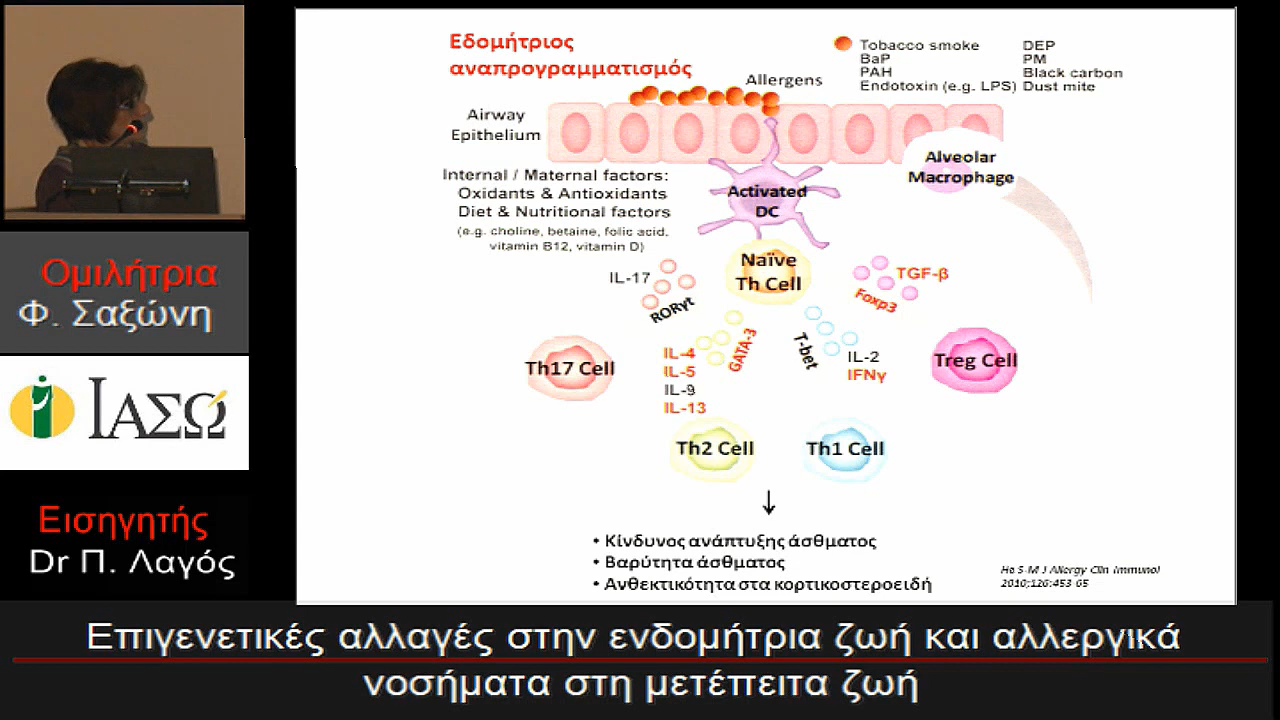 Εδομήτριος
αναπρογραμματισμός
Allergens
Tobacco smoke
BaP
PAH
Endotoxin (e.g. LPS)
DEP
PM
Black carbon
Dust mite
Airway
Epithelium
Alveolar
Macrophage
Internal / Maternal factors:
Oxidants & Antioxidants
Diet & Nutritional factors
(e.g. choline, betaine, folic acid,
vitamin B12, vitamin D)
Activated
DC
Naïve
Th Cell
IL-17
RORγt
TGF-β
Foxp3
GATA-3
T-bet
IL-4
IL-5
IL-9
IL-13
IL-2
IFNγ
Th17 Cell
Treg Cell
Th2 Cell
Th1 Cell
• Κίνδυνος ανάπτυξης άσθματος
• Βαρύτητα άσθματος
• Ανθεκτικότητα στα κορτικοστεροειδή
Ho S-M J Allergy Clin Immunol
2010;126:453-65
Ομιλήτρια
Φ. Σαξώνη
ΙΑΣΩ
Εισηγητής
Dr Π. Λαγός
Επιγενετικές αλλαγές στην ενδομήτρια ζωή και αλλεργικά
νοσήματα στη μετέπειτα ζωή